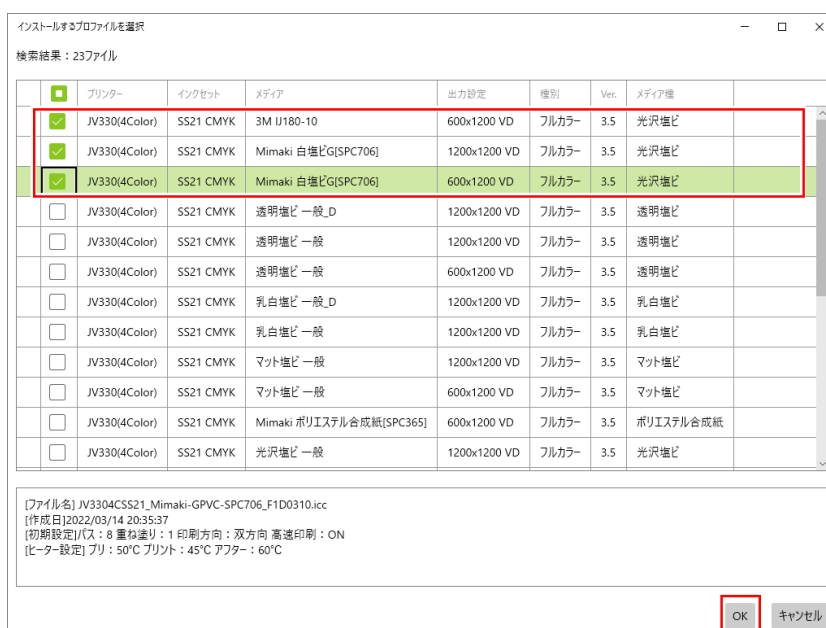 インストールするプロファイルを選択
検索結果：23ファイル
プリンター インクセット メディア 出力設定 種別 Ver. メディア種
JV330(4Color) SS21 CMYK 3M IJ180-10 600x1200 VD フルカラー 3.5 光沢塩ビ
JV330(4Color) SS21 CMYK Mimaki 白塩ビG[SPC706] 1200x1200 VD フルカラー 3.5 光沢塩ビ
JV330(4Color) SS21 CMYK Mimaki 白塩ビG[SPC706] 600x1200 VD フルカラー 3.5 光沢塩ビ
JV330(4Color) SS21 CMYK 透明塩ビ 一般_D 1200x1200 VD フルカラー 3.5 透明塩ビ
JV330(4Color) SS21 CMYK 透明塩ビ 一般 1200x1200 VD フルカラー 3.5 透明塩ビ
JV330(4Color) SS21 CMYK 透明塩ビ 一般 600x1200 VD フルカラー 3.5 透明塩ビ
JV330(4Color) SS21 CMYK 乳白塩ビ 一般_D 1200x1200 VD フルカラー 3.5 乳白塩ビ
JV330(4Color) SS21 CMYK 乳白塩ビ 一般 1200x1200 VD フルカラー 3.5 乳白塩ビ
JV330(4Color) SS21 CMYK マット塩ビ 一般 1200x1200 VD フルカラー 3.5 マット塩ビ
JV330(4Color) SS21 CMYK マット塩ビ 一般 600x1200 VD フルカラー 3.5 マット塩ビ
JV330(4Color) SS21 CMYK Mimaki ポリエステル合成紙[SPC365] 600x1200 VD フルカラー 3.5 ポリエステル合成紙
JV330(4Color) SS21 CMYK 光沢塩ビ 一般 1200x1200 VD フルカラー 3.5 光沢塩ビ
[ファイル名] JV3304CSS21_Mimaki-GPVC-SPC706_F1D0310.icc
[作成日]2022/03/14 20:35:37
[初期設定]パス：8 重ね塗り：1 印刷方向：双方向 高速印刷：ON
[ヒーター設定] プリ：50°C プリント：45°C アフター：60°C
OK キャンセル